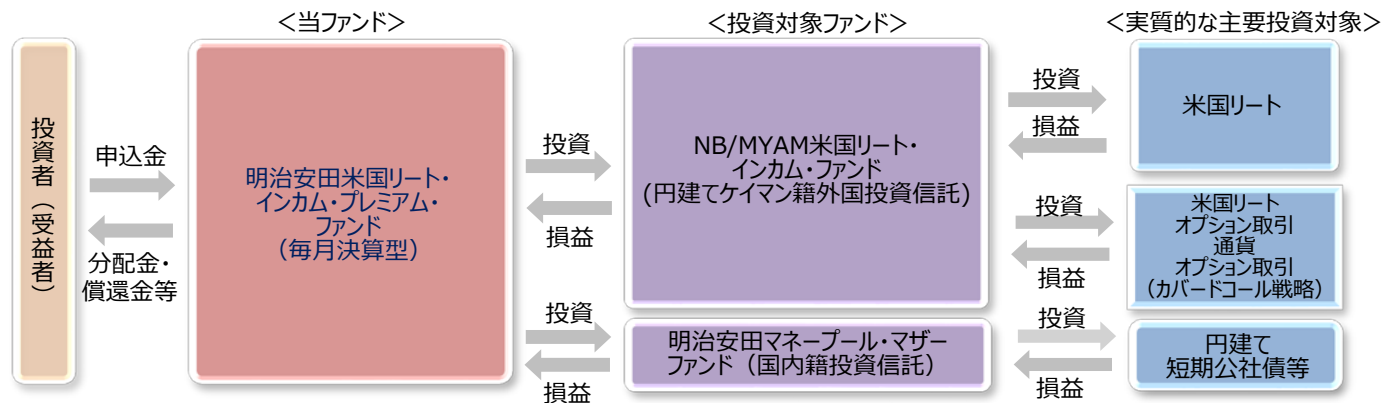 <当ファンド>
<投資対象ファンド>
<実質的な主要投資対象>
投資者（受益者）
申込金
分配金・
償還金等
明治安田米国リート・
インカム・プレミアム・
ファンド
（毎月決算型）
投資
損益
投資
損益
NB/MYAM米国リート・
インカム・ファンド
(円建てケイマン籍外国投資信託)
明治安田マネープール・マザー
ファンド（国内籍投資信託）
投資
損益
投資
損益
投資
損益
米国リート
米国リート
オプション取引
通貨
オプション取引
（カバードコール戦略）
円建て
短期公社債等